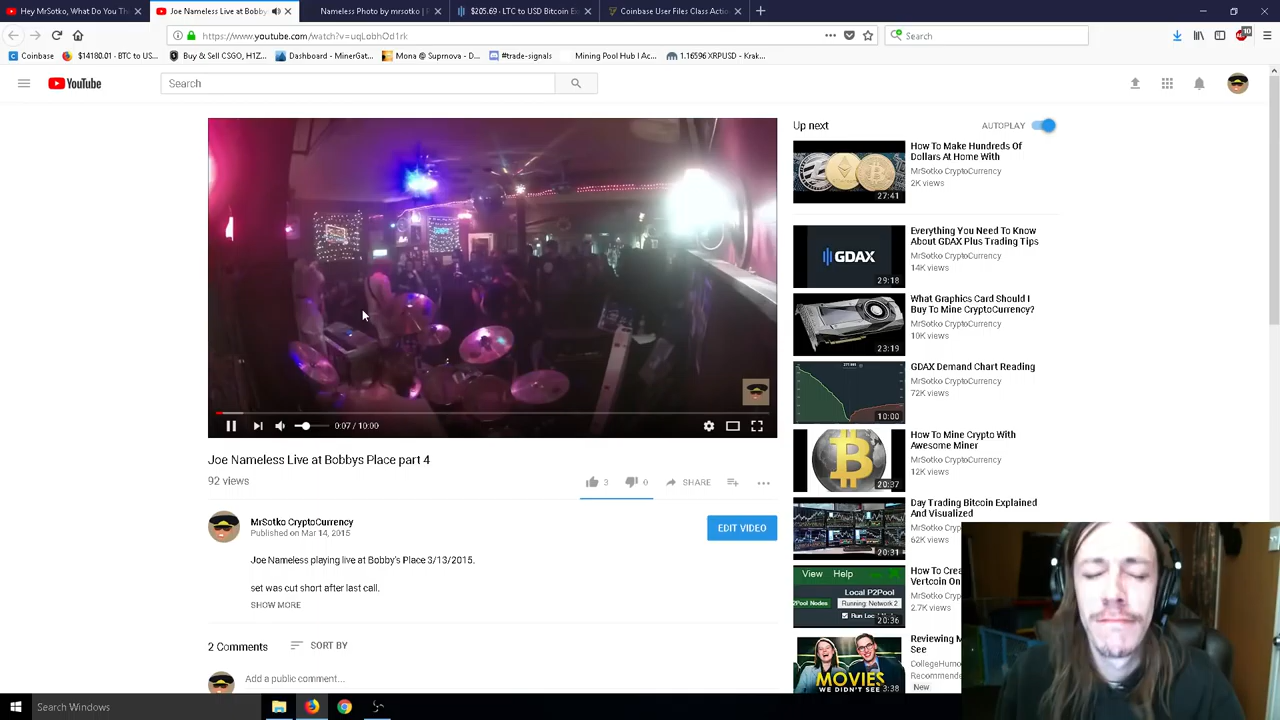 Hey MrSotko, What Do You Th
Joe Nameless Live at Bobby
Nameless Photo by mrsotko | P
$205.69 - LTC to USD Bitcoin E
Coinbase User Files Class Action
https://www.youtube.com/watch?v=uqLobhOd1rk
Search
10
Coinbase
$14180.01 - BTC to US...
Buy & Sell CSGO, H1Z...
Dashboard - MinerGat...
Mona @ Suprnova - D...
#trade-signals
Mining Pool Hub | Ac...
1.16596 XRPUSD - Krak...
YouTube
Search
Up next
AUTOPLAY
How To Make Hundreds Of
Dollars At Home With
MrSotko CryptoCurrency
2K views
27:41
Everything You Need To Know
About GDAX Plus Trading Tips
MrSotko CryptoCurrency
14K views
GDAX
29:18
What Graphics Card Should I
Buy To Mine CryptoCurrency?
MrSotko CryptoCurrency
10K views
23:19
GDAX Demand Chart Reading
MrSotko CryptoCurrency
72K views
10:00
0:07 / 10:00
How To Mine Crypto With
Awesome Miner
MrSotko CryptoCurrency
12K views
20:37
Joe Nameless Live at Bobbys Place part 4
92 views
3
0
SHARE
Day Trading Bitcoin Explained
And Visualized
MrSotko
62K views
20:31
MrSotko CryptoCurrency
Published on Mar 14, 2015
EDIT VIDEO
Joe Nameless playing live at Bobby's Place 3/13/2015.
set was cut short after last call.
SHOW MORE
How To Cre
Vertcoin On
MrSotko
2.7K views
View Help
Local P2Pool
2Pool Nodes
Running: Network 2
20:36
2 Comments
SORT BY
Add a public comment...
Reviewing M
See
CollegeHumo
Recommende
New
MOVIES
WE DIDN'T SEE
3:38
Search Windows